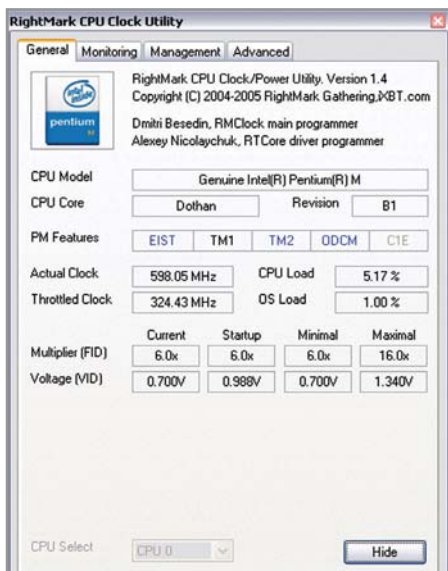 RightMark CPU Clock Utility
General Monitoring Management Advanced
intel inside
pentium M
RightMark CPU Clock/Power Utility. Version 1.4
Copyright (C) 2004-2005 RightMark Gathering,iXBT.com
Dmitri Besedin, RMClock main programmer
Alexey Nicolaychuk, RTCore driver programmer
CPU Model Genuine Intel(R) Pentium(R) M
CPU Core Dothan Revision B1
PM Features EIST TM1 TM2 ODCM C1E
Actual Clock 598.05 MHz CPU Load 5.17 %
Throttled Clock 324.43 MHz OS Load 1.00 %
Current Startup Minimal Maximal
Multiplier (FID) 6.0x 6.0x 6.0x 16.0x
Voltage (VID) 0.700V 0.988V 0.700V 1.340V
CPU Select CPU 0 Hide